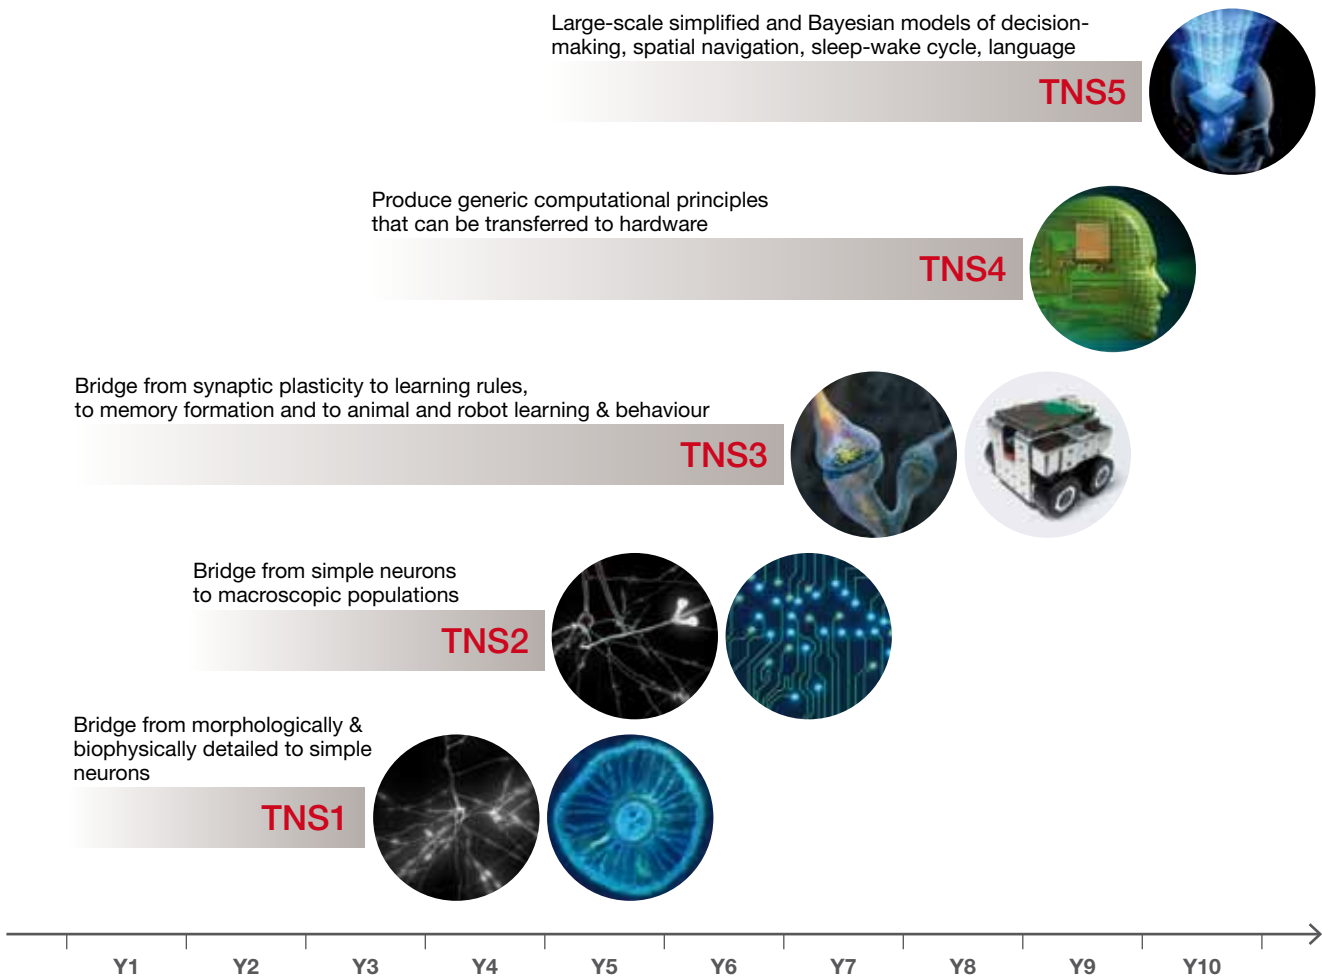 Large-scale simplified and Bayesian models of decision-
making, spatial navigation, sleep-wake cycle, language
TNS5
Produce generic computational principles
that can be transferred to hardware
TNS4
Bridge from synaptic plasticity to learning rules,
to memory formation and to animal and robot learning & behaviour
TNS3
Bridge from simple neurons
to macroscopic populations
TNS2
Bridge from morphologically &
biophysically detailed to simple
neurons
TNS1
Y1 Y2 Y3 Y4 Y5 Y6 Y7 Y8 Y9 Y10